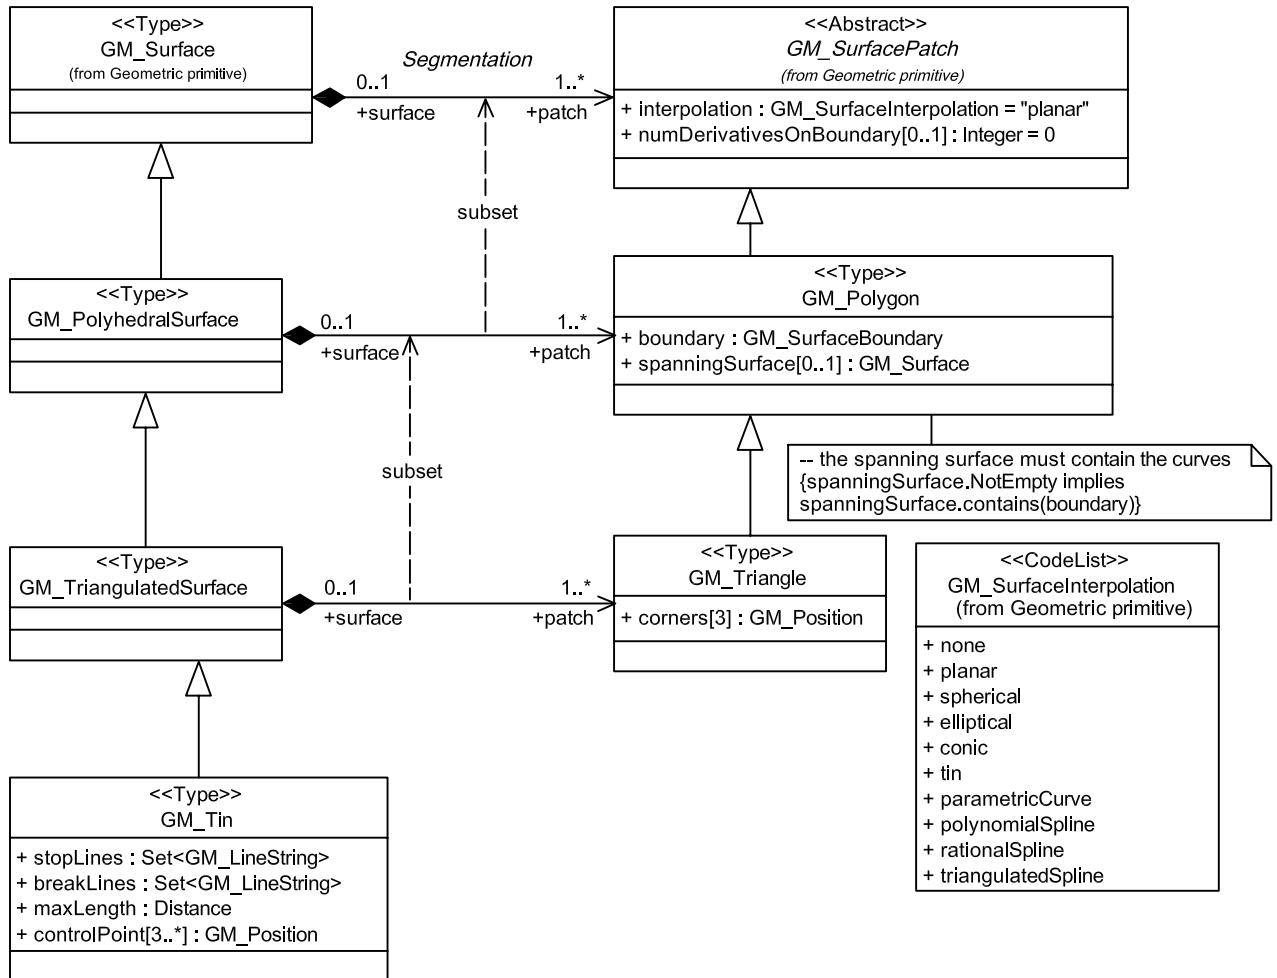 <<Type>>
GM_Surface
(from Geometric primitive)
Segmentation
0..1
+surface
1..*
+patch
<<Abstract>>
GM_SurfacePatch
(from Geometric primitive)
+ interpolation : GM_SurfaceInterpolation = "planar"
+ numDerivativesOnBoundary[0..1] : Integer = 0
subset
<<Type>>
GM_PolyhedralSurface
0..1
+surface
1..*
+patch
<<Type>>
GM_Polygon
+ boundary : GM_SurfaceBoundary
+ spanningSurface[0..1] : GM_Surface
-- the spanning surface must contain the curves
{spanningSurface.NotEmpty implies
spanningSurface.contains(boundary)}
subset
<<Type>>
GM_TriangulatedSurface
0..1
+surface
1..*
+patch
<<Type>>
GM_Triangle
+ corners[3] : GM_Position
<<CodeList>>
GM_SurfaceInterpolation
(from Geometric primitive)
+ none
+ planar
+ spherical
+ elliptical
+ conic
+ tin
+ parametricCurve
+ polynomialSpline
+ rationalSpline
+ triangulatedSpline
<<Type>>
GM_Tin
+ stopLines : Set<GM_LineString>
+ breakLines : Set<GM_LineString>
+ maxLength : Distance
+ controlPoint[3..*] : GM_Position